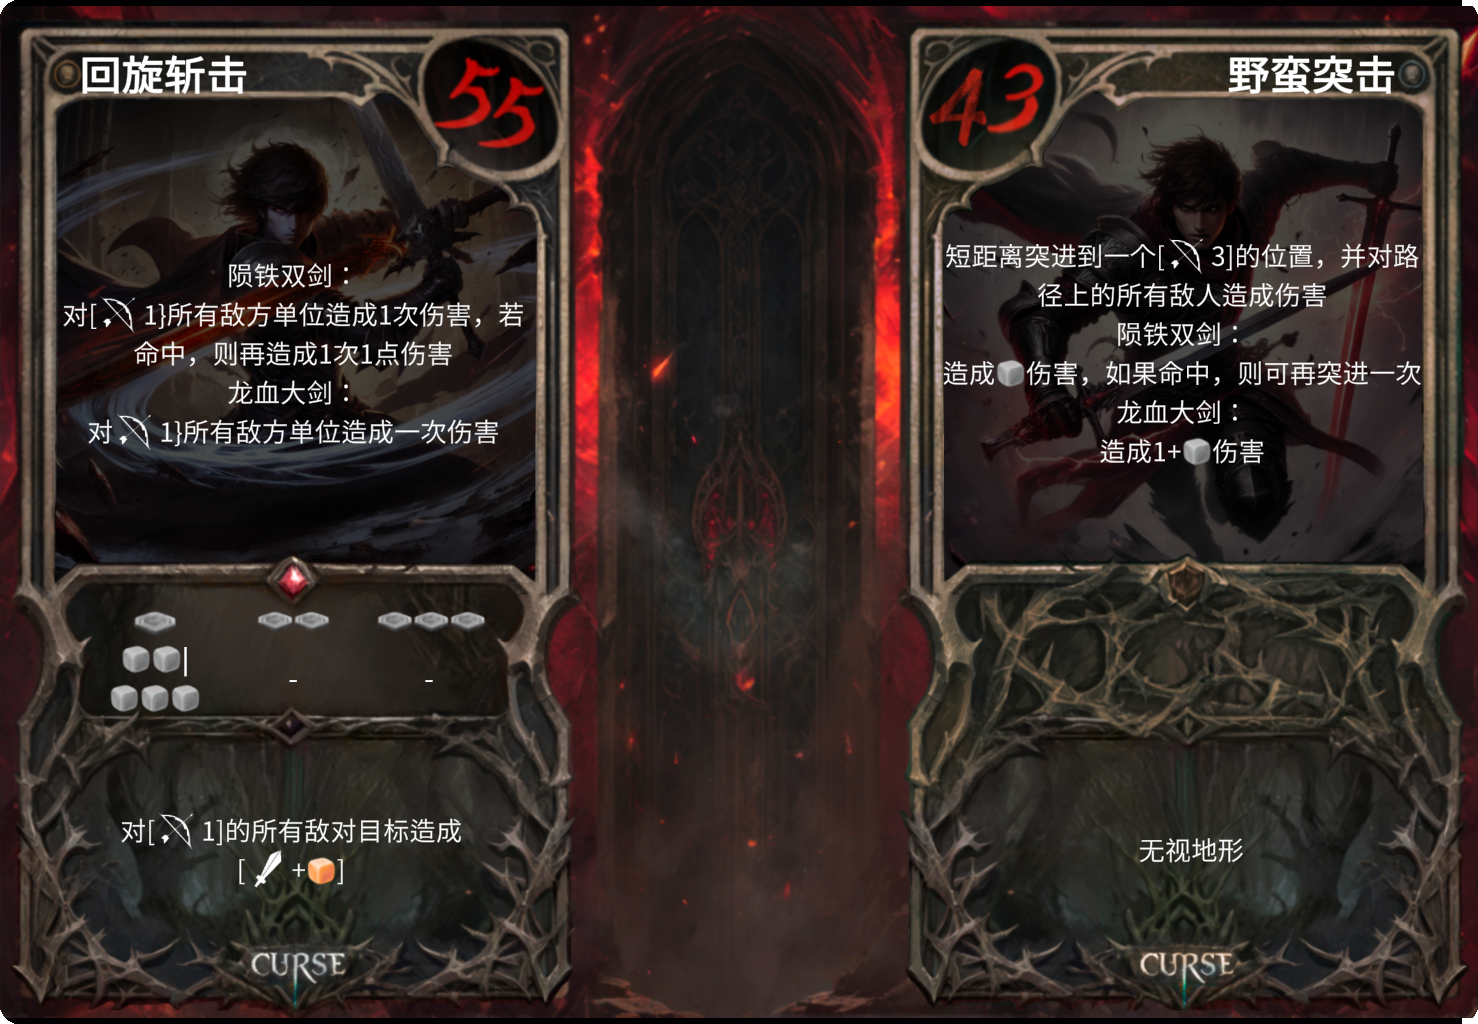 回旋斩击
55
陨铁双剑：
对[ 1}所有敌方单位造成1次伤害，若
命中，则再造成1次1点伤害
龙血大剑：
对 1}所有敌方单位造成一次伤害
|
-
-
对[ 1]的所有敌对目标造成
[ + ]
CURSE
43
野蛮突击
短距离突进到一个[ 3]的位置，并对路
径上的所有敌人造成伤害
陨铁双剑：
造成伤害，如果命中，则可再突进一次
龙血大剑：
造成1+伤害
无视地形
CURSE